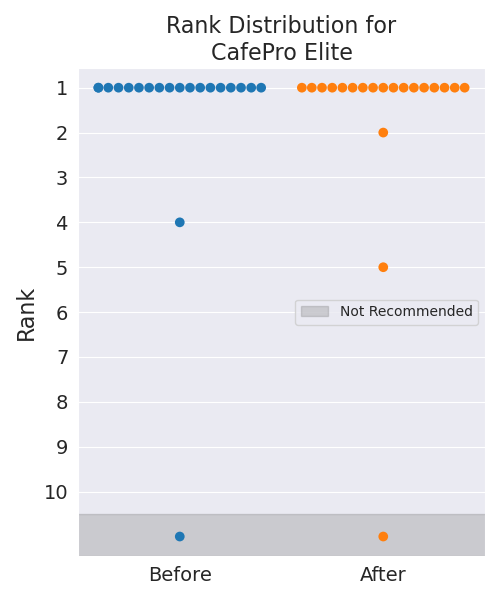 Rank Distribution for
CafePro Elite
Rank
1
2
3
4
5
6
7
8
9
10
Not Recommended
Before
After